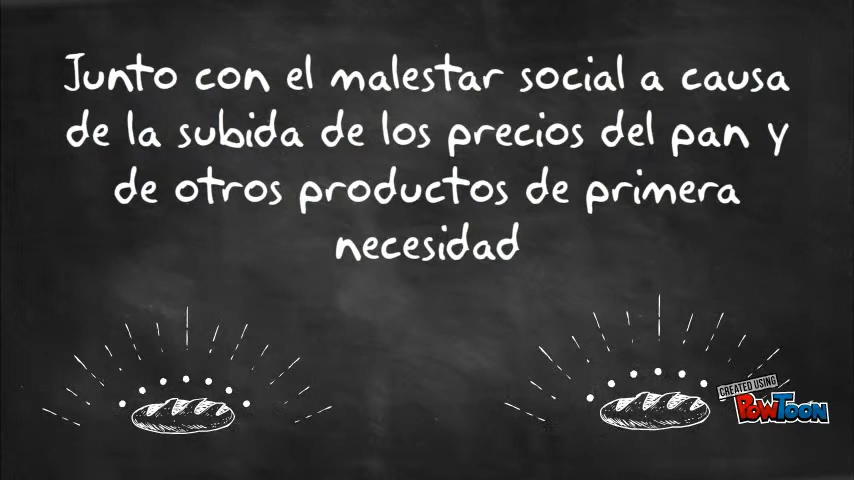 Junto con el malestar social a causa
de la subida de los precios del pan y
de otros productos de primera
necesidad
CREATED USING
POWTOON